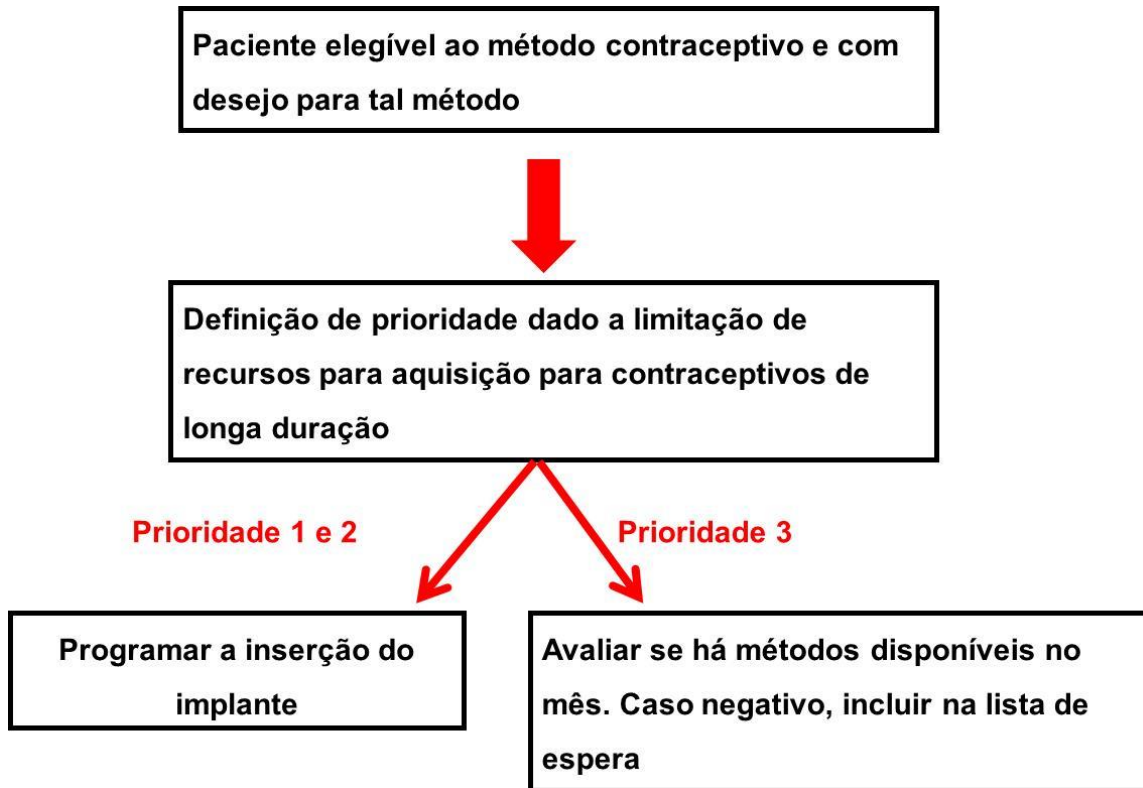 Paciente elegível ao método contraceptivo e com
desejo para tal método
Definição de prioridade dado a limitação de
recursos para aquisição para contraceptivos de
longa duração
Prioridade 1 e 2
Prioridade 3
Programar a inserção do
implante
Avaliar se há métodos disponíveis no
mês. Caso negativo, incluir na lista de
espera